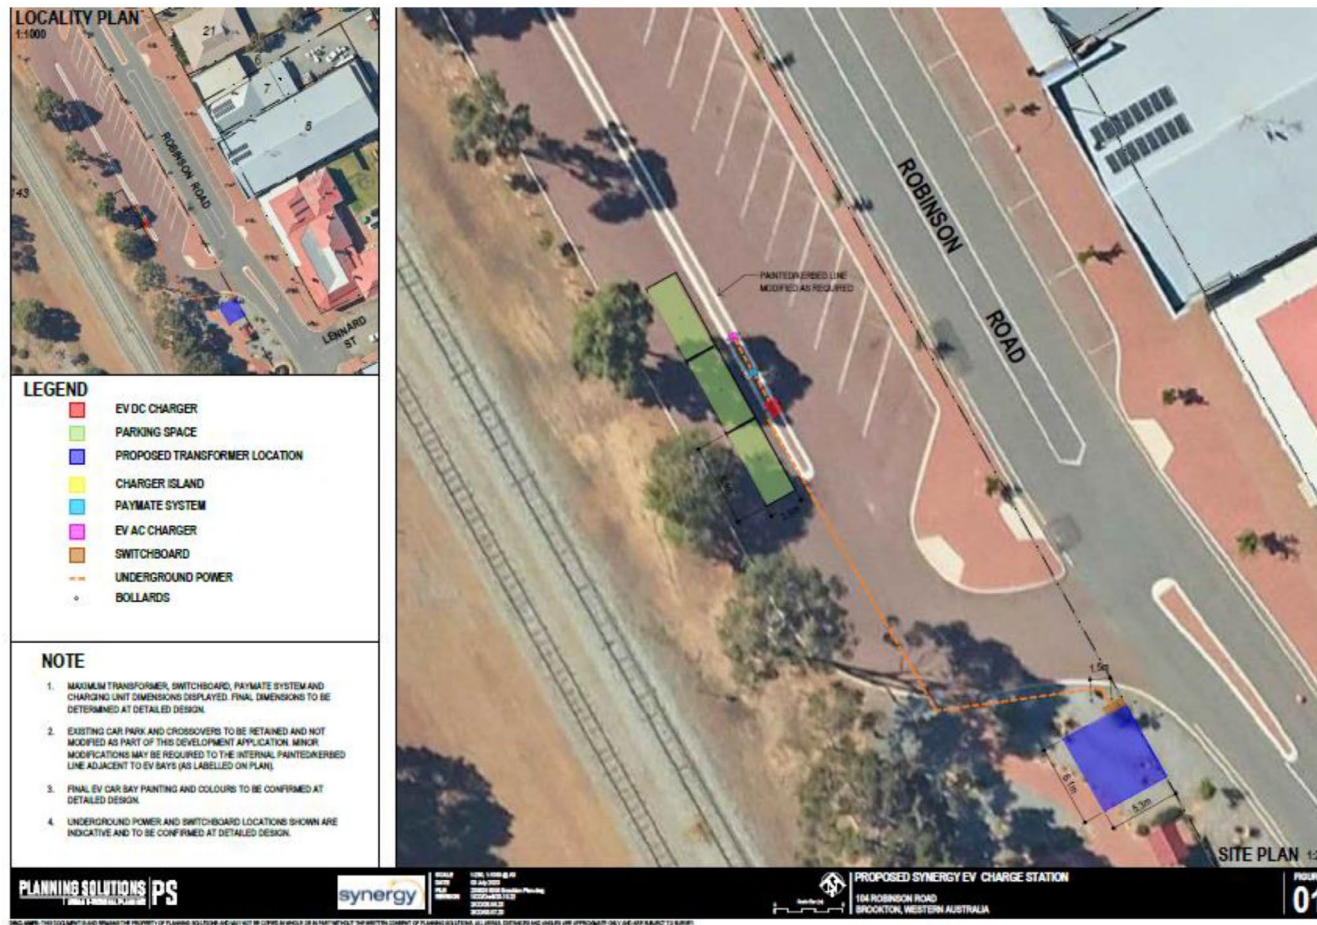 LOCALITY PLAN
1:1000
21
6
7
8
143
ROBINSON ROAD
LENNARD
ST
LEGEND
EV DC CHARGER
PARKING SPACE
PROPOSED TRANSFORMER LOCATION
CHARGER ISLAND
PAYMATE SYSTEM
EV AC CHARGER
SWITCHBOARD
UNDERGROUND POWER
BOLLARDS
NOTE
1. MAXIMUM TRANSFORMER, SWITCHBOARD, PAYMATE SYSTEM AND
CHARGING UNIT DIMENSIONS DISPLAYED. FINAL DIMENSIONS TO BE
DETERMINED AT DETAILED DESIGN.
2. EXISTING CAR PARK AND CROSSOVERS TO BE RETAINED AND NOT
MODIFIED AS PART OF THIS DEVELOPMENT APPLICATION. MINOR
MODIFICATIONS MAY BE REQUIRED TO THE INTERNAL PAINTED/KERBED
LINE ADJACENT TO EV BAYS (AS LABELLED ON PLAN).
3. FINAL EV CAR BAY PAINTING AND COLOURS TO BE CONFIRMED AT
DETAILED DESIGN.
4. UNDERGROUND POWER AND SWITCHBOARD LOCATIONS SHOWN ARE
INDICATIVE AND TO BE CONFIRMED AT DETAILED DESIGN.
ROBINSON
ROAD
PAINTED/KERBED LINE
MODIFIED AS REQUIRED
1.5m
6.1m
5.3m
SITE PLAN
PLANNING SOLUTIONS PS
synergy
SCALE
DATE
FILE
REVISION
PROPOSED SYNERGY EV CHARGE STATION
104 ROBINSON ROAD
BROOKTON, WESTERN AUSTRALIA
01